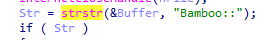 Str = strstr(&Buffer, "Bamboo::");
if ( Str )